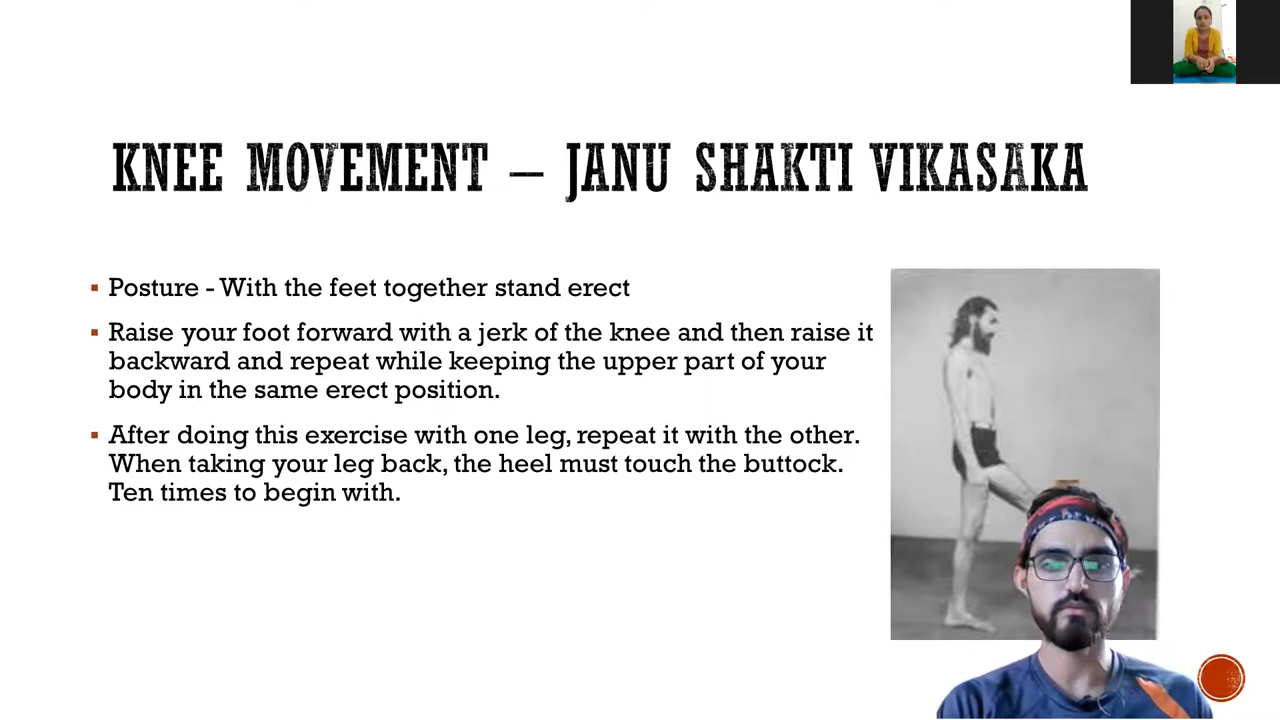 KNEE MOVEMENT – JANU SHAKTI VIKASAKA
Posture - With the feet together stand erect
Raise your foot forward with a jerk of the knee and then raise it
backward and repeat while keeping the upper part of your
body in the same erect position.
After doing this exercise with one leg, repeat it with the other.
When taking your leg back, the heel must touch the buttock.
Ten times to begin with.